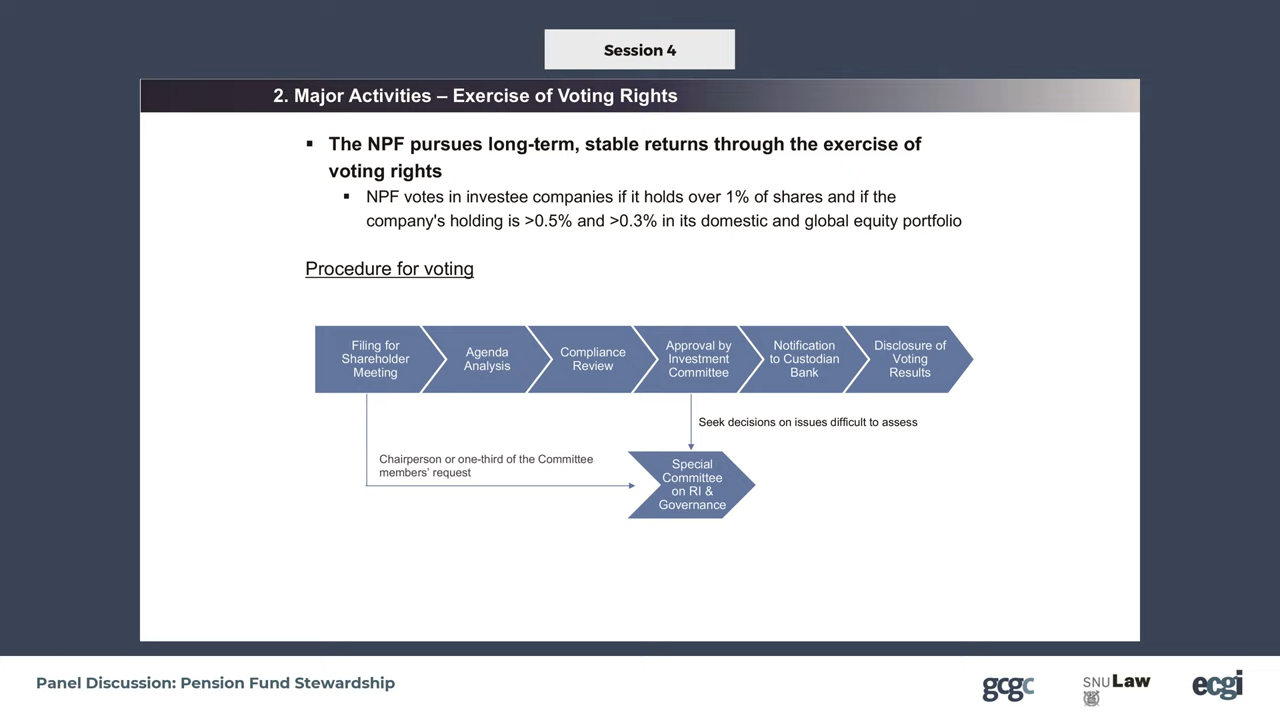 Session 4
2. Major Activities – Exercise of Voting Rights
▪ The NPF pursues long-term, stable returns through the exercise of
voting rights
▪ NPF votes in investee companies if it holds over 1% of shares and if the
company's holding is >0.5% and >0.3% in its domestic and global equity portfolio
Procedure for voting
Filing for
Shareholder
Meeting
Agenda
Analysis
Compliance
Review
Approval by
Investment
Committee
Notification
to Custodian
Bank
Disclosure of
Voting
Results
Seek decisions on issues difficult to assess
Chairperson or one-third of the Committee
members’ request
Special
Committee
on RI &
Governance
Panel Discussion: Pension Fund Stewardship
gcgc
SNU Law
ecgi